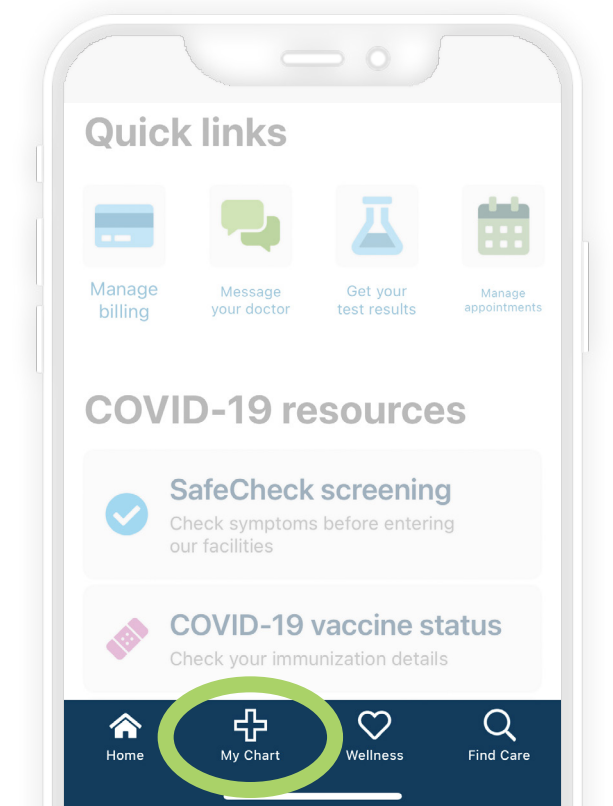 Quick links
Manage
billing
Message
your doctor
Get your
test results
Manage
appointments
COVID-19 resources
SafeCheck screening
Check symptoms before entering
our facilities
COVID-19 vaccine status
Check your immunization details
Home
My Chart
Wellness
Find Care